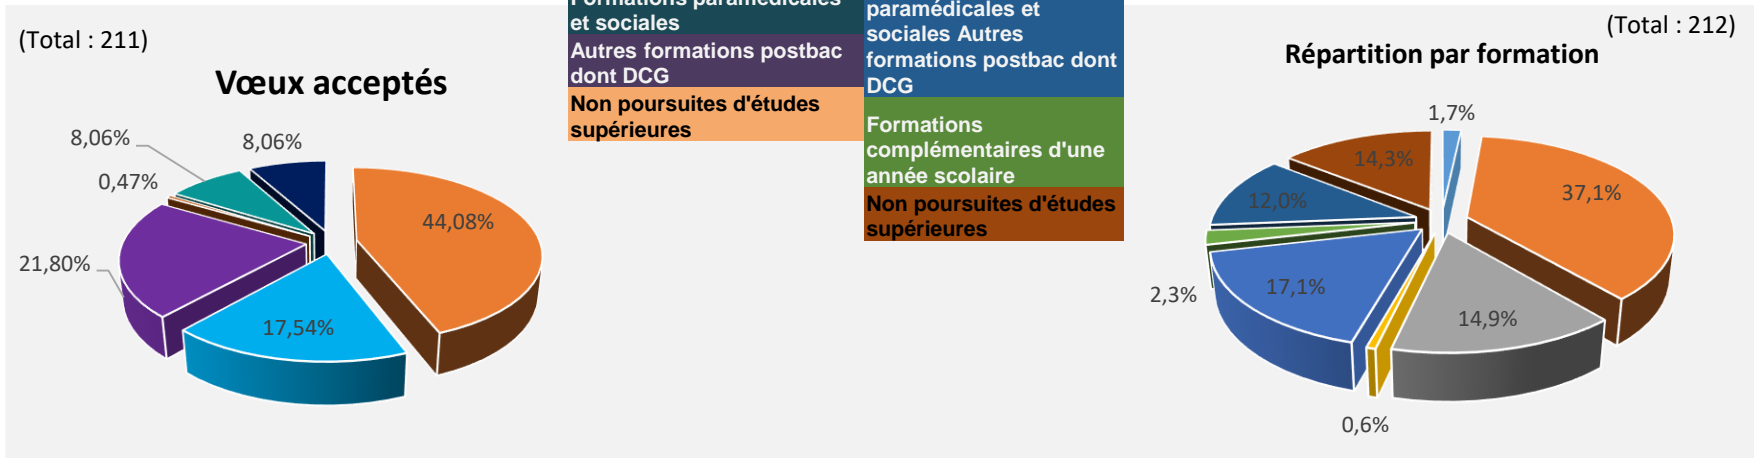 (Total : 211)
Vœux acceptés
8,06%
8,06%
0,47%
44,08%
21,80%
17,54%
Formations paramédicales
et sociales
Autres formations postbac
dont DCG
Non poursuites d'études
supérieures
paramédicales et
sociales Autres
formations postbac dont
DCG
Formations
complémentaires d'une
année scolaire
Non poursuites d'études
supérieures
(Total : 212)
Répartition par formation
1,7%
14,3%
37,1%
12,0%
17,1%
2,3%
14,9%
0,6%